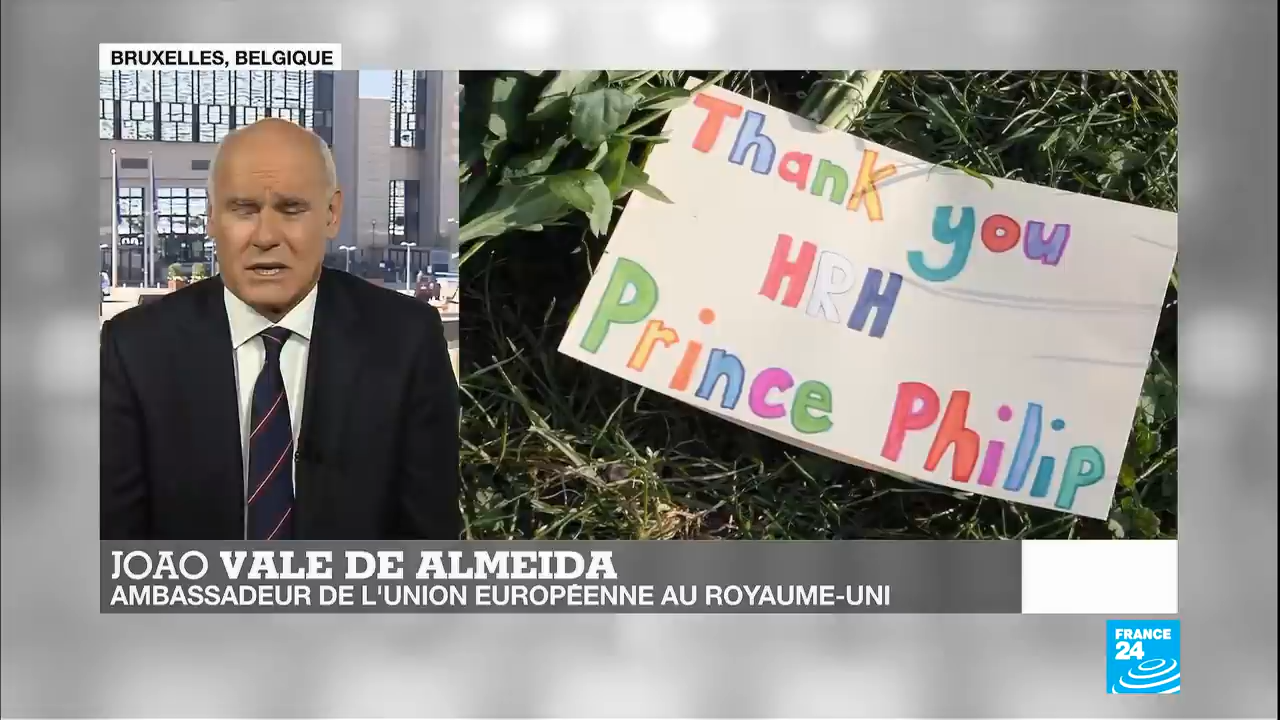 BRUXELLES, BELGIQUE
Thank you
HRH
Prince Philip
JOAO VALE DE ALMEIDA
AMBASSADEUR DE L'UNION EUROPÉENNE AU ROYAUME-UNI
FRANCE
24